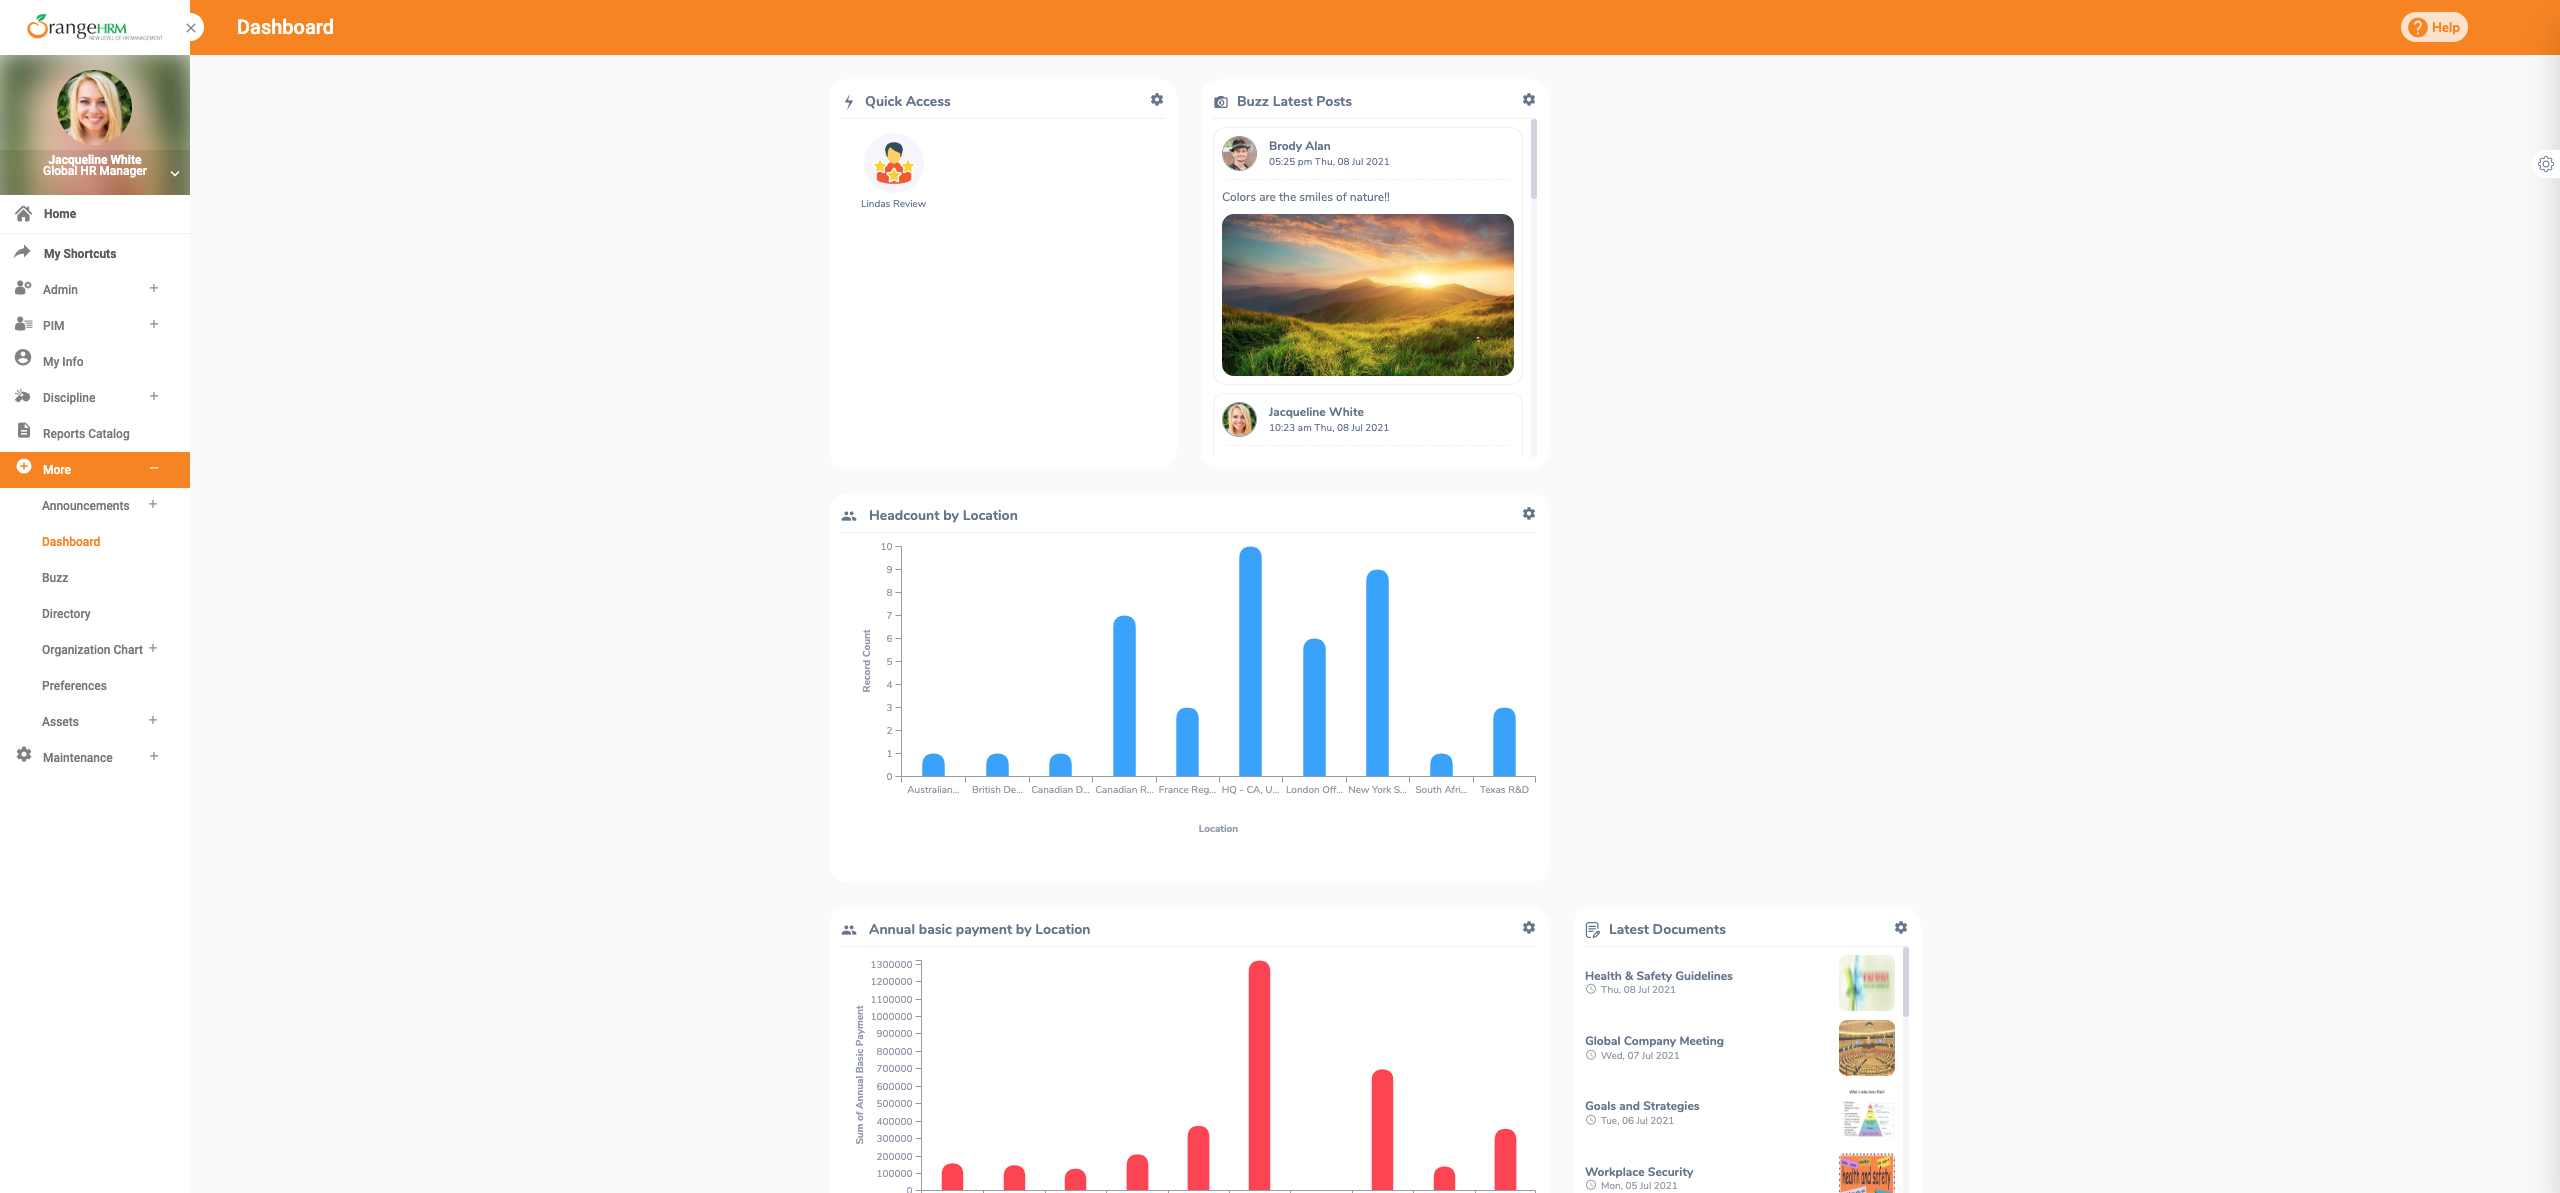 OrangeHRM
NEW LEVEL OF HR MANAGEMENT
Dashboard
Help
Jacqueline White
Global HR Manager
Home
My Shortcuts
Admin
PIM
My Info
Discipline
Reports Catalog
More
Announcements
Dashboard
Buzz
Directory
Organization Chart
Preferences
Assets
Maintenance
Quick Access
Lindas Review
Buzz Latest Posts
Brody Alan
05:25 pm Thu, 08 Jul 2021
Colors are the smiles of nature!!
Jacqueline White
10:23 am Thu, 08 Jul 2021
Headcount by Location
10
9
8
7
6
5
4
3
2
1
0
Record Count
Australian... British De... Canadian D... Canadian R... France Reg... HQ - CA, U... London Off... New York S... South Afri... Texas R&D
Location
Annual basic payment by Location
1300000
1200000
1100000
1000000
900000
800000
700000
600000
500000
400000
300000
200000
100000
0
Sum of Annual Basic Payment
Latest Documents
Health & Safety Guidelines
Thu, 08 Jul 2021
Global Company Meeting
Wed, 07 Jul 2021
Goals and Strategies
Tue, 06 Jul 2021
Workplace Security
Mon, 05 Jul 2021
health and safety